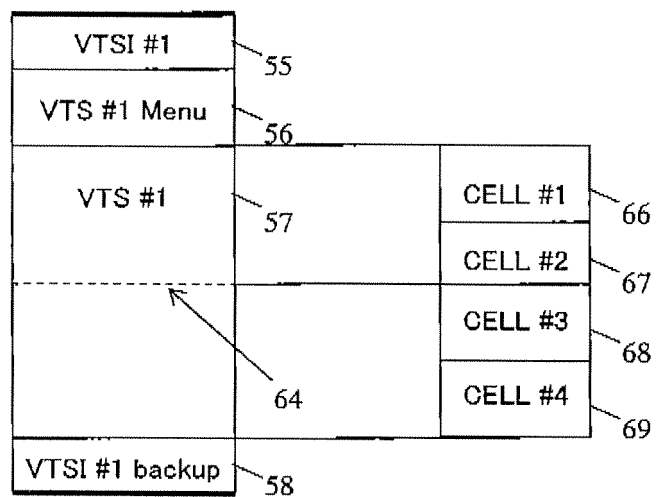 VTSI #1
55
VTS #1 Menu
56
VTS #1
57
CELL #1
66
CELL #2
67
CELL #3
68
64
CELL #4
69
VTSI #1 backup
58